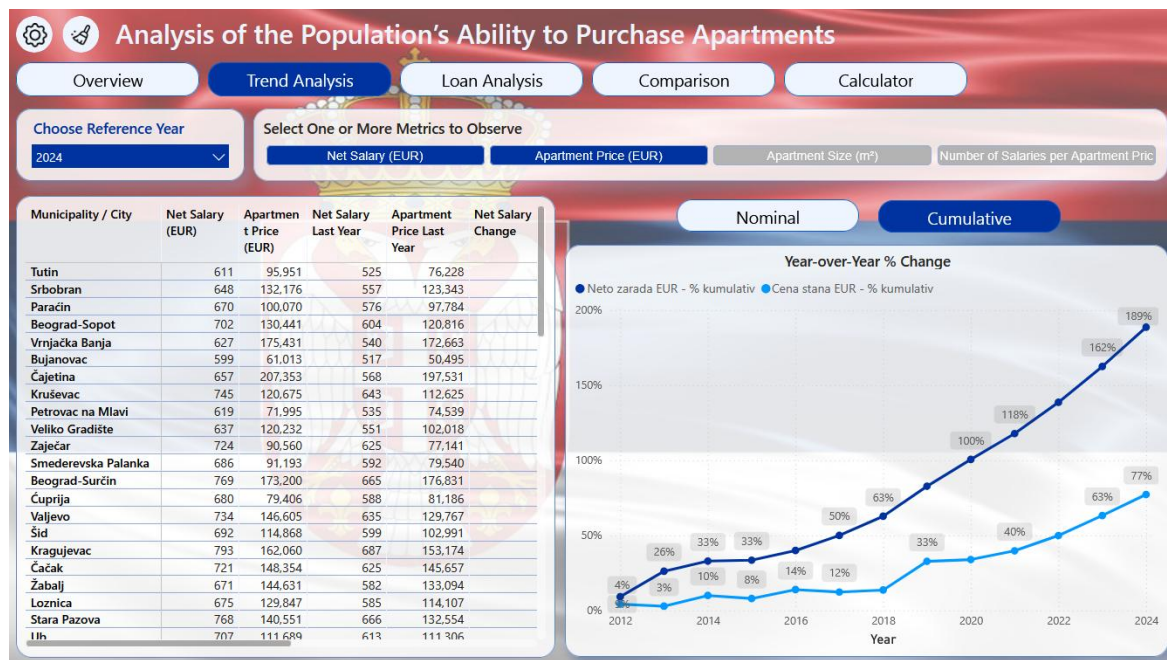 Analysis of the Population's Ability to Purchase Apartments
Overview
Trend Analysis
Loan Analysis
Comparison
Calculator
Choose Reference Year
2024
Select One or More Metrics to Observe
Net Salary (EUR)
Apartment Price (EUR)
Apartment Size (m²)
Number of Salaries per Apartment Pric
Municipality / City Net Salary (EUR) Apartmen t Price (EUR) Net Salary Last Year Apartment Price Last Year Net Salary Change
Tutin 611 95,951 525 76,228
Srbobran 648 132,176 557 123,343
Paraćin 670 100,070 576 97,784
Beograd-Sopot 702 130,441 604 120,816
Vrnjačka Banja 627 175,431 540 172,663
Bujanovac 599 61,013 517 50,495
Čajetina 657 207,353 568 197,531
Kruševac 745 120,675 643 112,625
Petrovac na Mlavi 619 71,995 535 74,539
Veliko Gradište 637 120,232 551 102,018
Zaječar 724 90,560 625 77,141
Smederevska Palanka 686 91,193 592 79,540
Beograd-Surčin 769 173,200 665 176,831
Ćuprija 680 79,406 588 81,186
Valjevo 734 146,605 635 129,767
Šid 692 114,868 599 102,991
Kragujevac 793 162,060 687 153,174
Čačak 721 148,354 625 145,657
Žabalj 671 144,631 582 133,094
Loznica 675 129,847 585 114,107
Stara Pazova 768 140,551 666 132,554
Ub 707 111,689 613 111,306
Nominal
Cumulative
Year-over-Year % Change
Neto zarada EUR - % kumulativ Cena stana EUR - % kumulativ
200%
150%
100%
50%
0%
4%
26%
33%
33%
50%
63%
100%
118%
162%
189%
3%
10%
8%
14%
12%
33%
40%
63%
77%
2012 2014 2016 2018 2020 2022 2024
Year